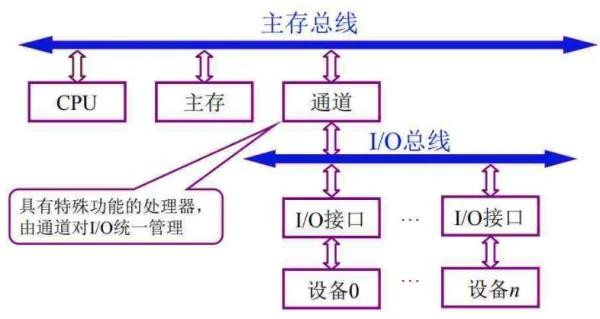 主存总线
CPU
主存
通道
I/O总线
具有特殊功能的处理器，
由通道对I/O统一管理
I/O接口
...
I/O接口
设备0
...
设备n